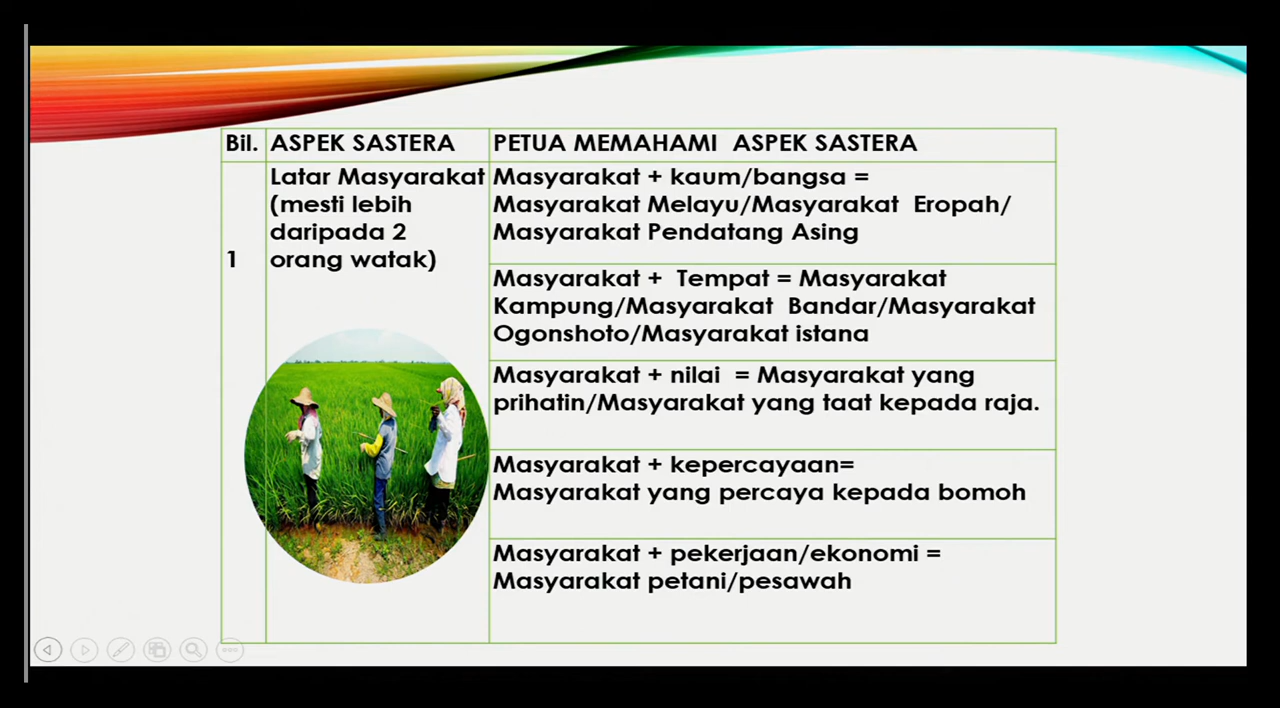 Bil. ASPEK SASTERA PETUA MEMAHAMI ASPEK SASTERA
1
Latar Masyarakat
(mesti lebih
daripada 2
orang watak)
Masyarakat + kaum/bangsa =
Masyarakat Melayu/Masyarakat Eropah/
Masyarakat Pendatang Asing
Masyarakat + Tempat = Masyarakat
Kampung/Masyarakat Bandar/Masyarakat
Ogonshoto/Masyarakat istana
Masyarakat + nilai = Masyarakat yang
prihatin/Masyarakat yang taat kepada raja.
Masyarakat + kepercayaan=
Masyarakat yang percaya kepada bomoh
Masyarakat + pekerjaan/ekonomi =
Masyarakat petani/pesawah